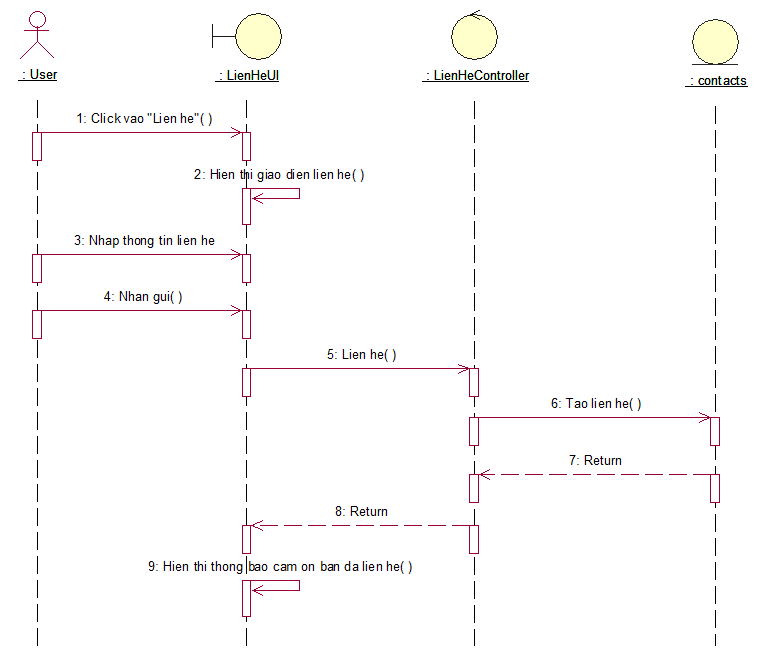 : User
: LienHeUI
: LienHeController
: contacts
1: Click vao "Lien he"( )
2: Hien thi giao dien lien he( )
3: Nhap thong tin lien he
4: Nhan gui( )
5: Lien he( )
6: Tao lien he( )
7: Return
8: Return
9: Hien thi thong bao cam on ban da lien he( )